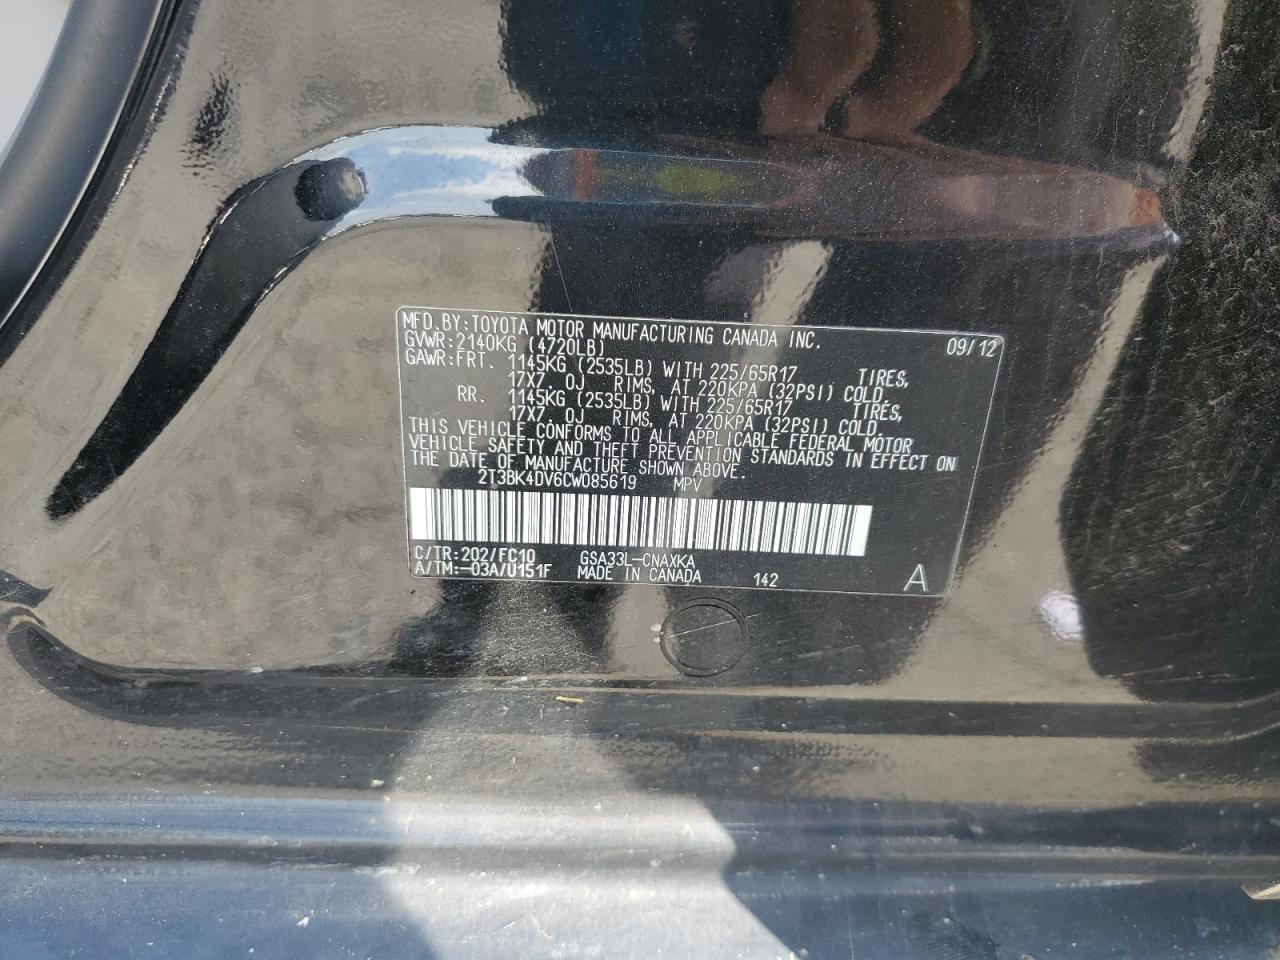 MFD.BY:TOYOTA MOTOR MANUFACTURING CANADA INC.
GVWR:2140KG (4720LB) 09/12
GAWR:FRT. 1145KG (2535LB) WITH 225/65R17 TIRES,
17X7.0J RIMS, AT 220KPA (32PSI) COLD.
RR. 1145KG (2535LB) WITH 225/65R17 TIRES,
17X7.0J RIMS, AT 220KPA (32PSI) COLD.
THIS VEHICLE CONFORMS TO ALL APPLICABLE FEDERAL MOTOR
VEHICLE SAFETY AND THEFT PREVENTION STANDARDS IN EFFECT ON
THE DATE OF MANUFACTURE SHOWN ABOVE.
2T3BK4DV6CW085619 MPV
C/TR:202/FC10 GSA33L-CNAXKA
A/TM:-03A/U151F MADE IN CANADA 142 A